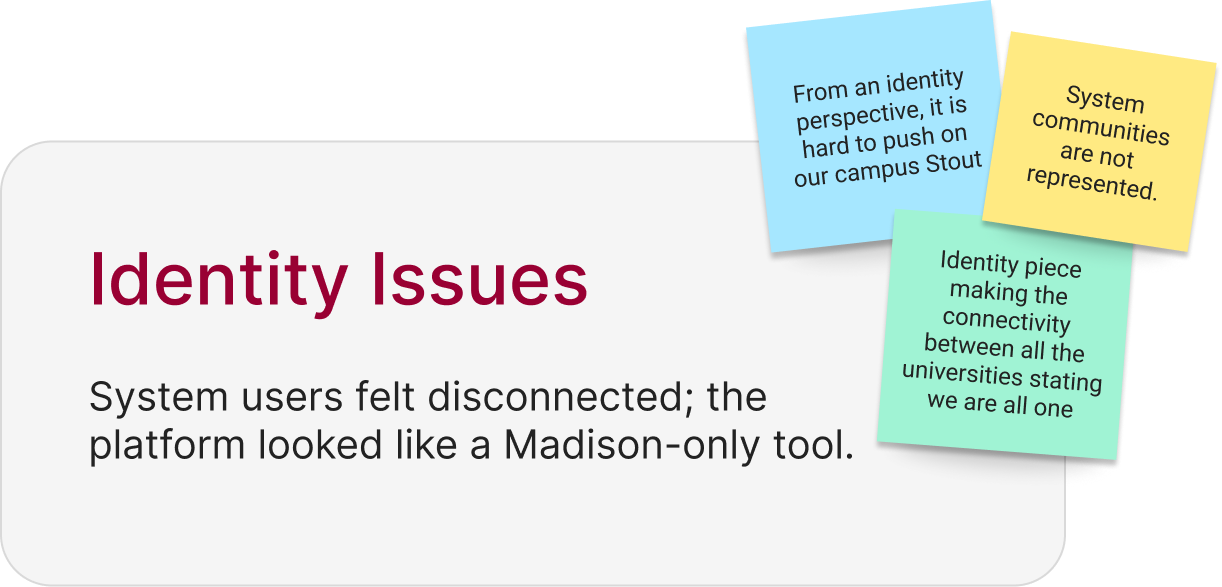 From an identity
perspective, it is
hard to push on
our campus Stout
System
communities
are not
represented.
Identity piece
making the
connectivity
between all the
universities stating
we are all one
Identity Issues
System users felt disconnected; the
platform looked like a Madison-only tool.